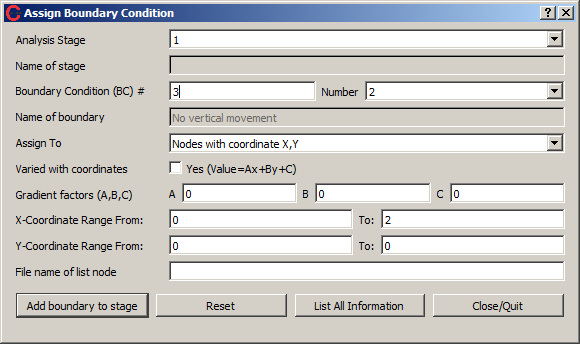 Assign Boundary Condition
Analysis Stage 1
Name of stage
Boundary Condition (BC) # 3 Number 2
Name of boundary No vertical movement
Assign To Nodes with coordinate X,Y
Varied with coordinates Yes (Value=Ax+By+C)
Gradient factors (A,B,C) A 0 B 0 C 0
X-Coordinate Range From: 0 To: 2
Y-Coordinate Range From: 0 To: 0
File name of list node
Add boundary to stage Reset List All Information Close/Quit